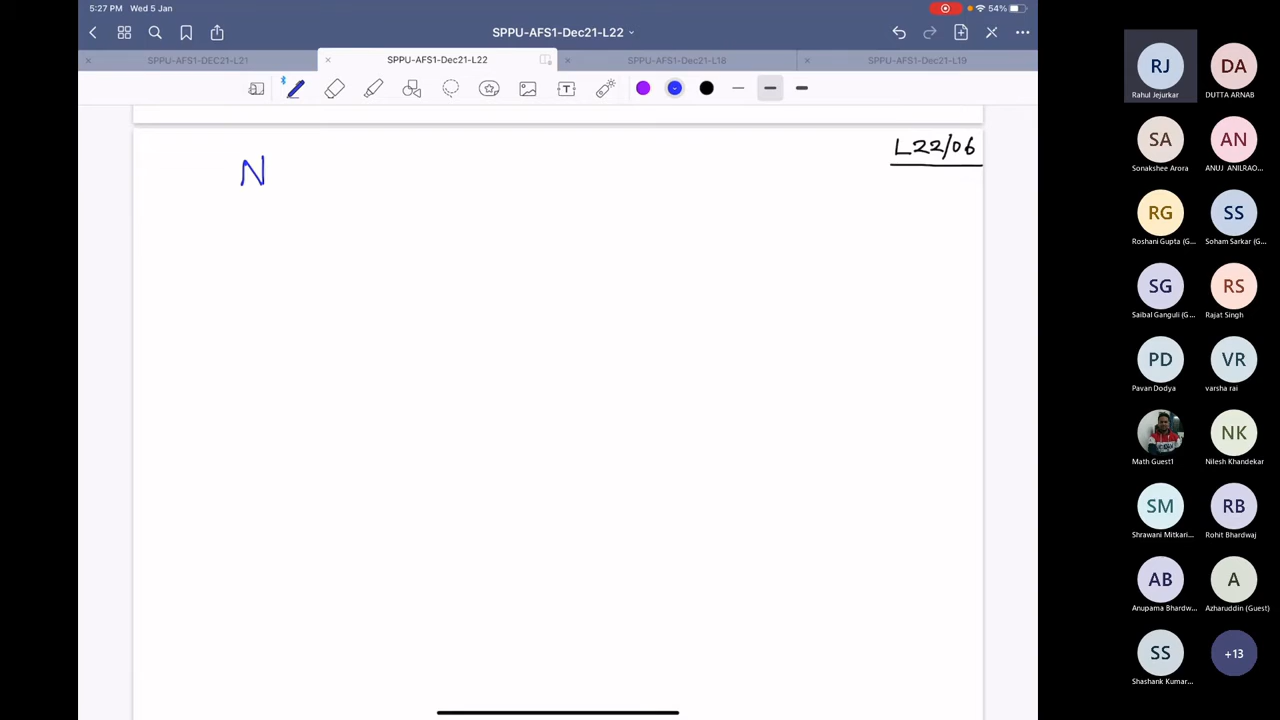 5:27 PM Wed 5 Jan
54%
SPPU-AFS1-Dec21-L22
SPPU-AFS1-DEC21-L21
SPPU-AFS1-Dec21-L22
SPPU-AFS1-Dec21-L18
SPPU-AFS1-Dec21-L19
T
L22/06
N
RJ
Rahul Jejurkar
DA
DUTTA ARNAB
SA
Sonakshee Arora
AN
ANUJ ANILRAO...
RG
Roshani Gupta (G...
SS
Soham Sarkar (G...
SG
Saibal Ganguli (G...
RS
Rajat Singh
PD
Pavan Dodya
VR
varsha rai
Math Guest1
NK
Nilesh Khandekar
SM
Shrawani Mitkari...
RB
Rohit Bhardwaj
AB
Anupama Bhardw...
A
Azharuddin (Guest)
SS
Shashank Kumar...
+13